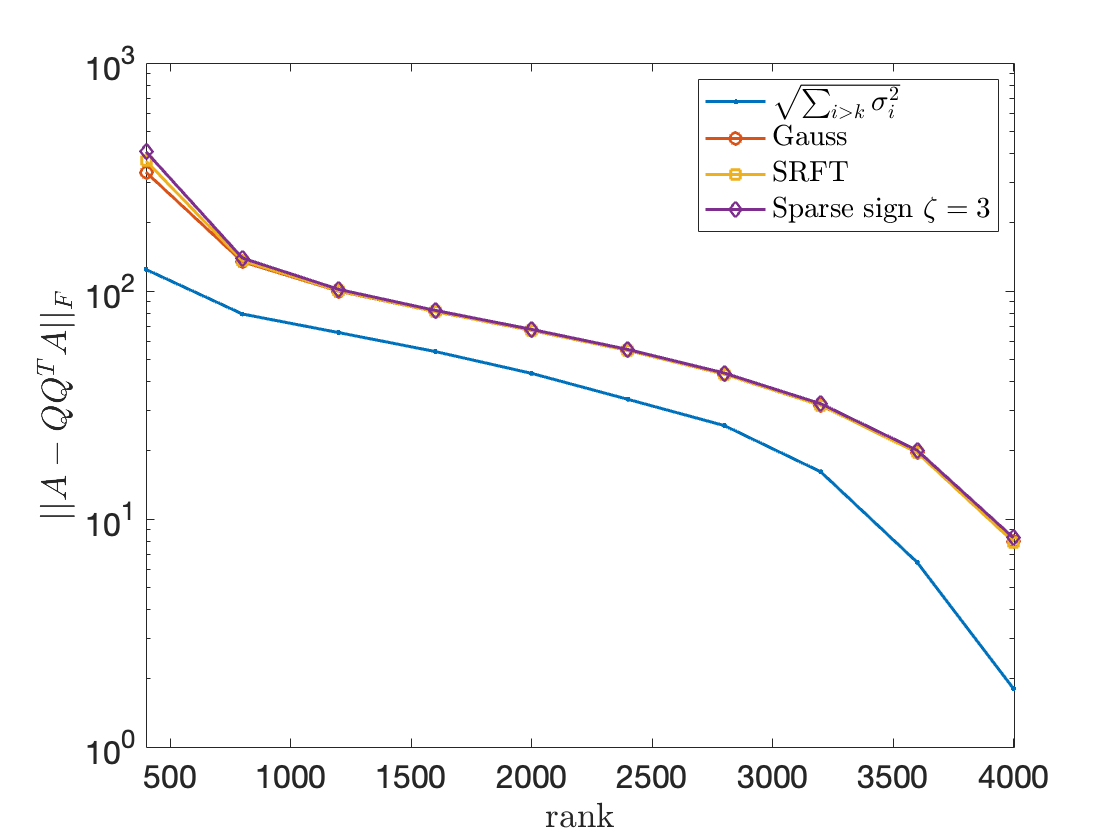 10^3
10^2
10^1
10^0
||A − QQ^T A||_F
√∑_{i>k} σ_i^2
Gauss
SRFT
Sparse sign ζ = 3
500 1000 1500 2000 2500 3000 3500 4000
rank